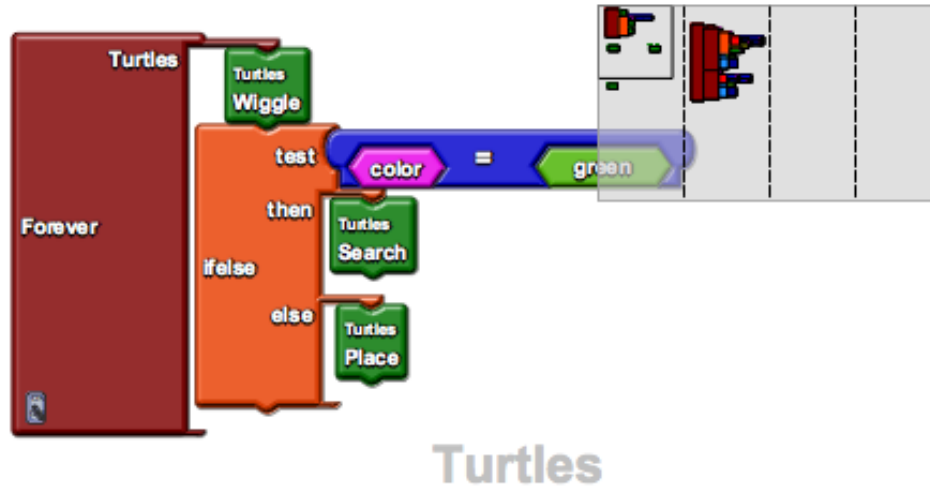 Turtles
Turtles
Wiggle
test
color = green
then
Turtles
Search
Forever
ifelse
else
Turtles
Place
Turtles